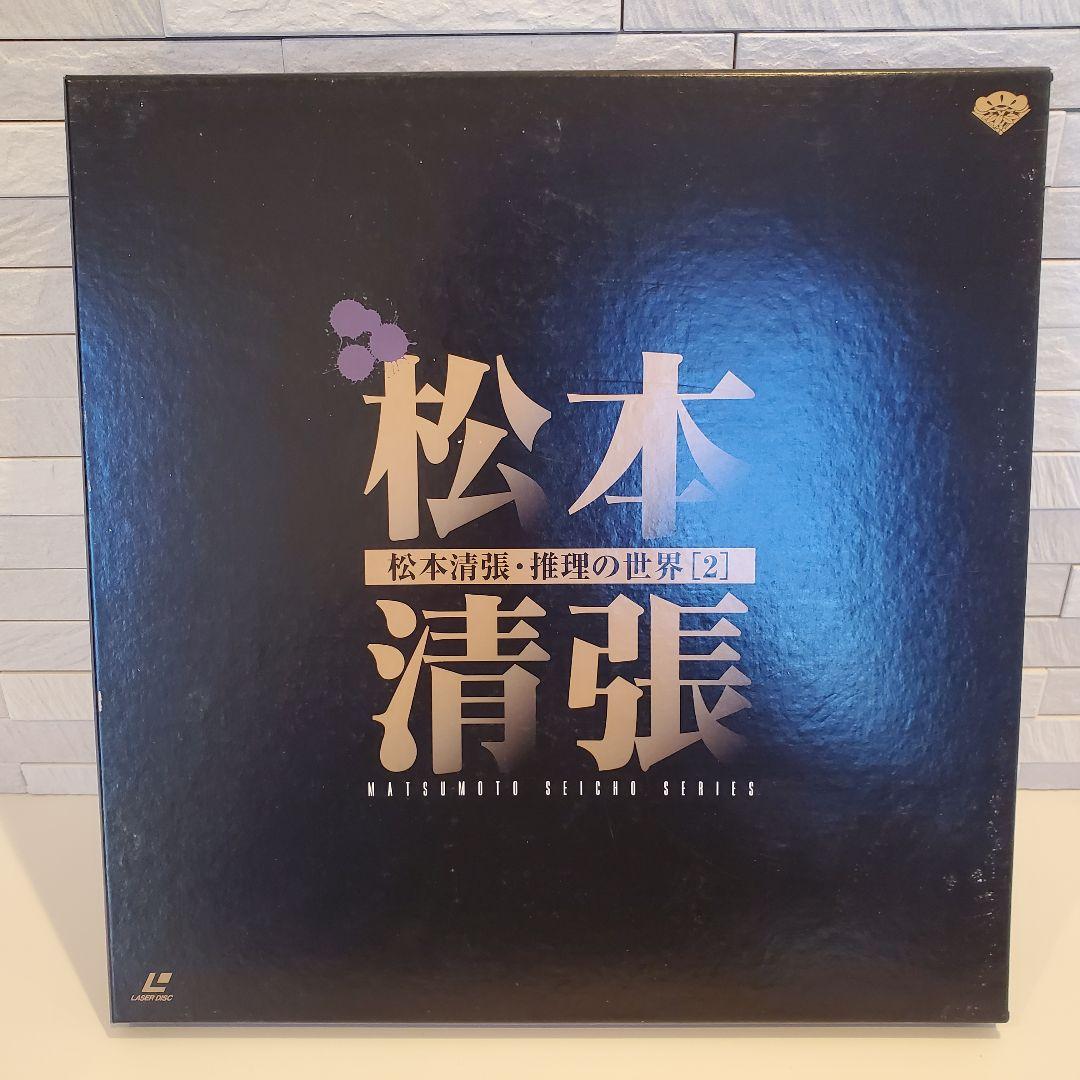 松本
松本清張・推理の世界[2]
清張
MATSUMOTO SEICHO SERIES
LASER DISC